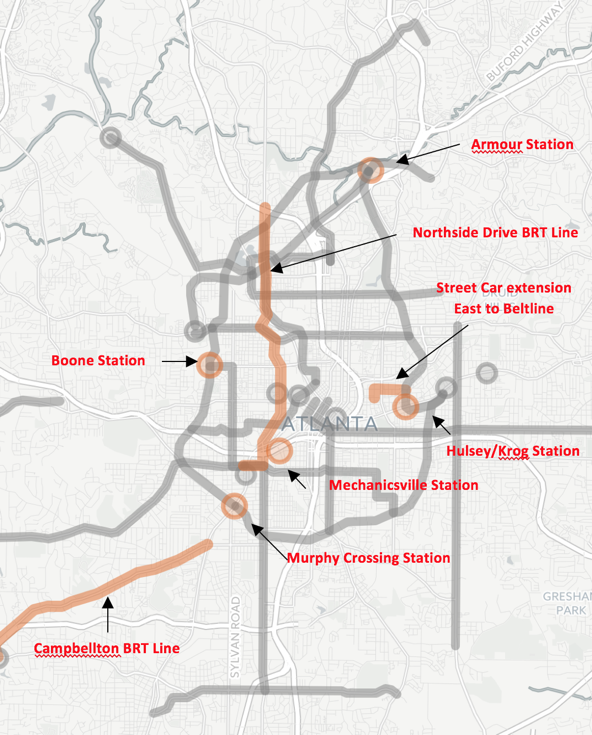 BUFORD HIGHWAY
Armour Station
Northside Drive BRT Line
Street Car extension
East to Beltline
DRUID
Boone Station
ATLANTA
Hulsey/Krog Station
Mechanicsville Station
Murphy Crossing Station
GRESHAM
PARK
SYLVAN ROAD
Campbellton BRT Line